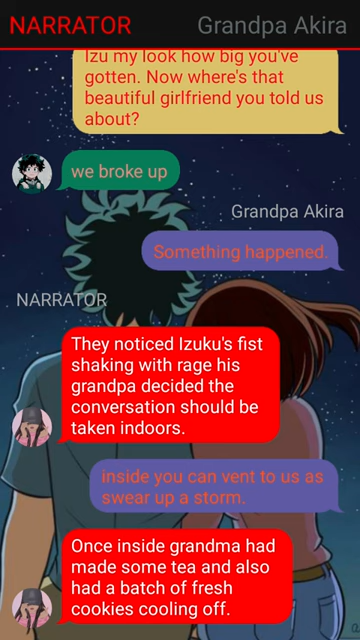 NARRATOR Grandpa Akira
Izu my look how big you've
gotten. Now where's that
beautiful girlfriend you told us
about?
we broke up
Grandpa Akira
Something happened.
NARRATOR
They noticed Izuku's fist
shaking with rage his
grandpa decided the
conversation should be
taken indoors.
inside you can vent to us as
swear up a storm.
Once inside grandma had
made some tea and also
had a batch of fresh
cookies cooling off.